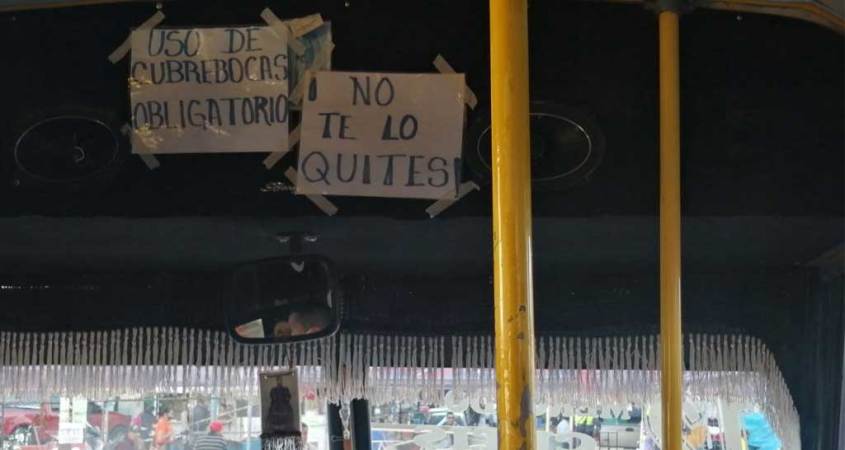 USO DE
CUBREBOCAS
OBLIGATORIO
¡ NO
TE LO
QUITES!